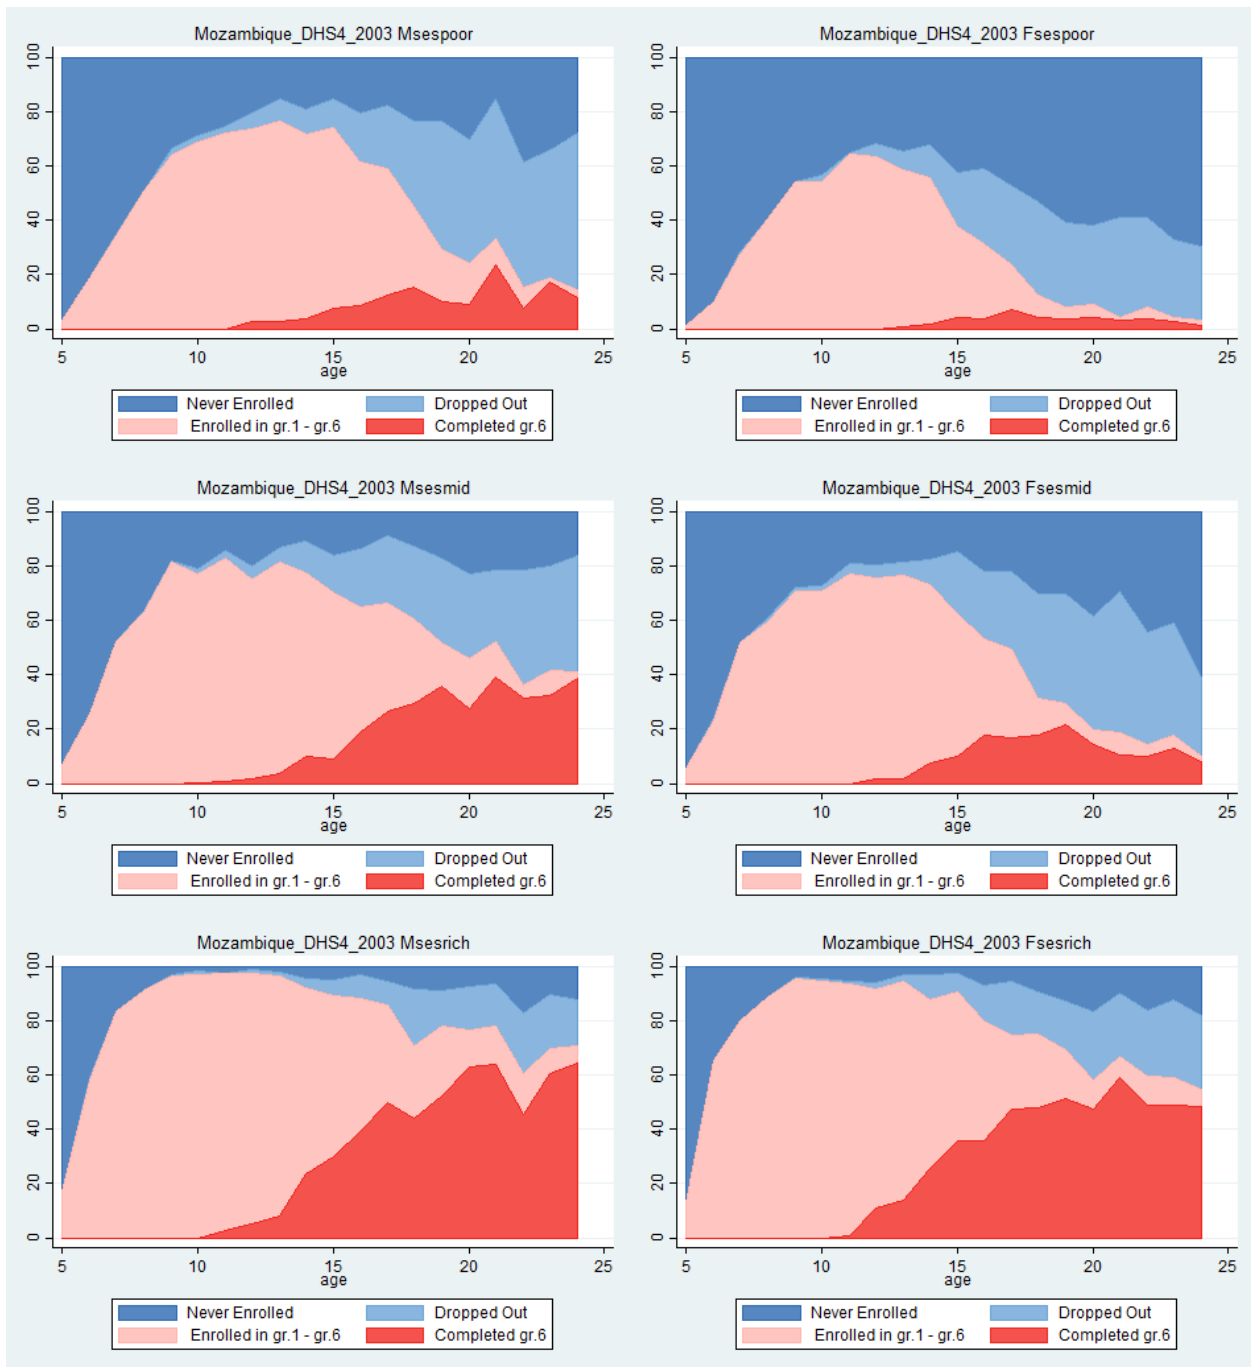 Mozambique_DHS4_2003 Msespoor
100
80
60
40
20
0
5 10 15 20 25
age
Never Enrolled Dropped Out
Enrolled in gr.1 - gr.6 Completed gr.6
Mozambique_DHS4_2003 Fsespoor
100
80
60
40
20
0
5 10 15 20 25
age
Never Enrolled Dropped Out
Enrolled in gr.1 - gr.6 Completed gr.6
Mozambique_DHS4_2003 Msesmid
100
80
60
40
20
0
5 10 15 20 25
age
Never Enrolled Dropped Out
Enrolled in gr.1 - gr.6 Completed gr.6
Mozambique_DHS4_2003 Fsesmid
100
80
60
40
20
0
5 10 15 20 25
age
Never Enrolled Dropped Out
Enrolled in gr.1 - gr.6 Completed gr.6
Mozambique_DHS4_2003 Msesrich
100
80
60
40
20
0
5 10 15 20 25
age
Never Enrolled Dropped Out
Enrolled in gr.1 - gr.6 Completed gr.6
Mozambique_DHS4_2003 Fsesrich
100
80
60
40
20
0
5 10 15 20 25
age
Never Enrolled Dropped Out
Enrolled in gr.1 - gr.6 Completed gr.6